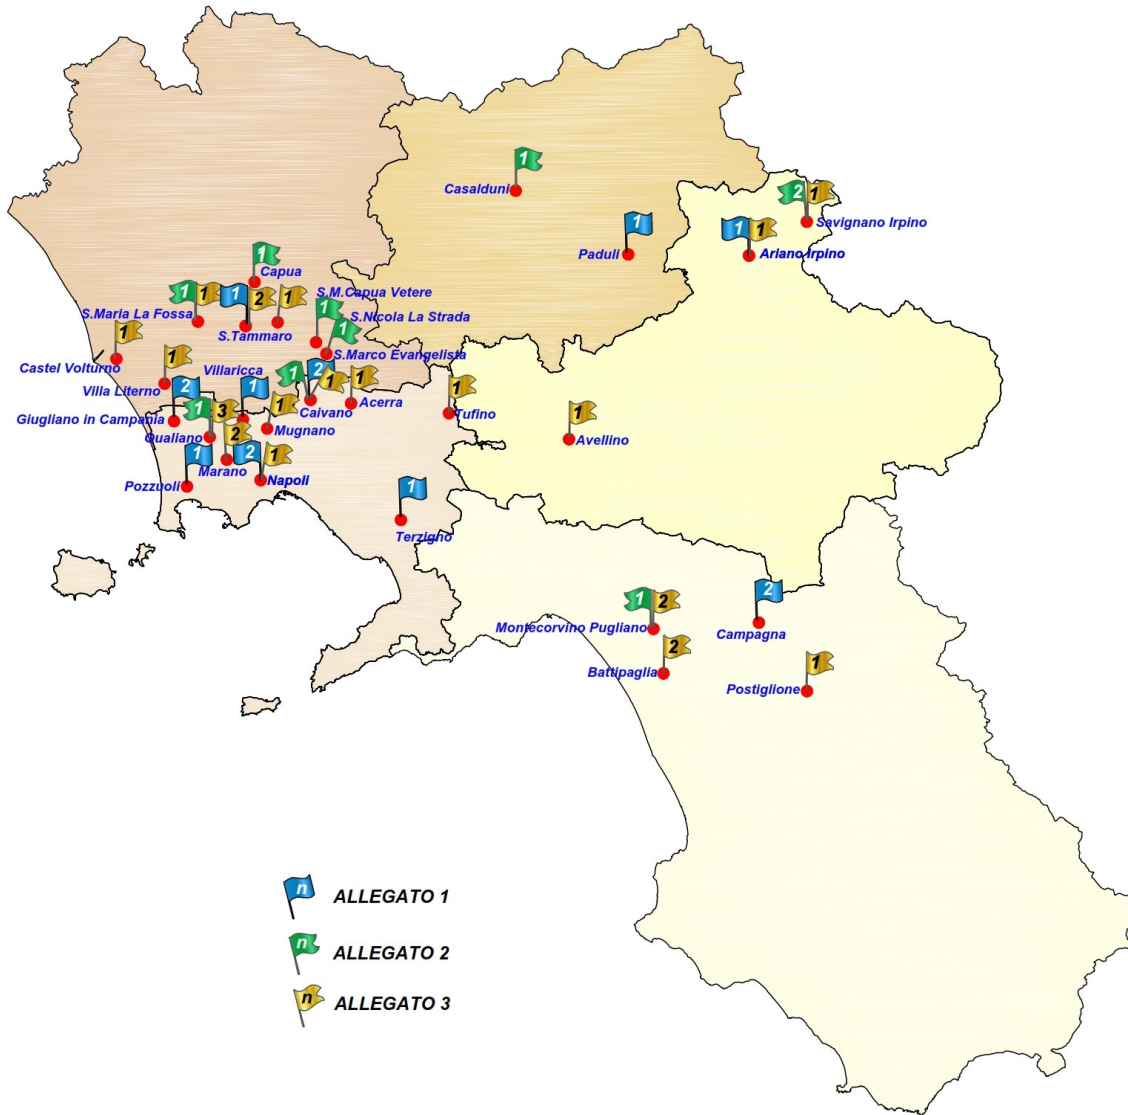 1
Casalduni
2 1
Savignano Irpino
1
Paduli
1 1
Ariano Irpino
1
Capua
1 1
S.Maria La Fossa
1 2
S.Tammaro
1
S.M.Capua Vetere
1
S.Nicola La Strada
1
S.Marco Evangelista
1
Castel Volturno
1
Villa Literno
Villaricca
1
2
Giugliano in Campania
1 2 1
Caivano
1
Acerra
1
Tufino
1
Avellino
1 3
Qualiano
1
Mugnano
2
Marano
1
Pozzuoli
2 1
Napoli
1
Terzigno
1 2
Montecorvino Pugliano
2
Campagna
2
Battipaglia
1
Postiglione
n ALLEGATO 1
n ALLEGATO 2
n ALLEGATO 3